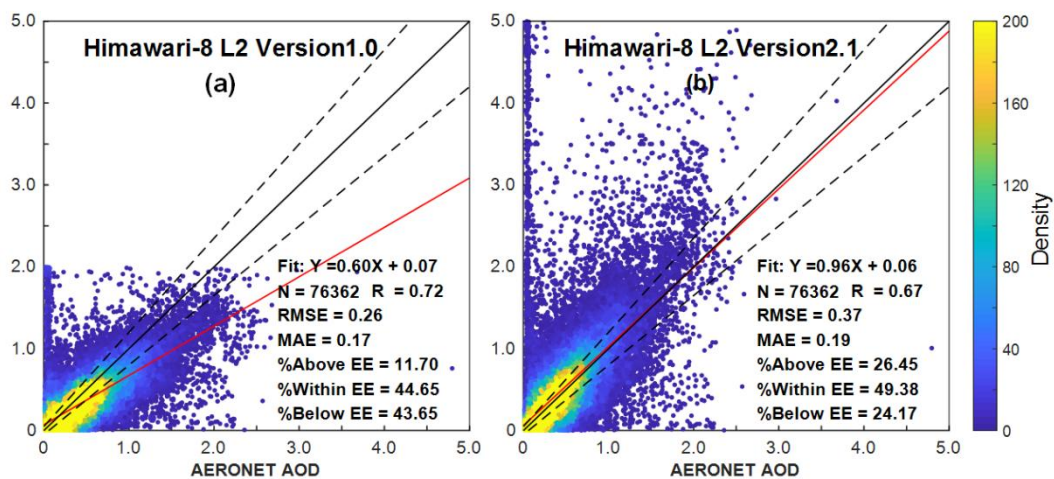 Himawari-8 L2 Version1.0
(a)
5.0
4.0
3.0
2.0
1.0
0
Fit: Y =0.60X + 0.07
N = 76362 R = 0.72
RMSE = 0.26
MAE = 0.17
%Above EE = 11.70
%Within EE = 44.65
%Below EE = 43.65
0 1.0 2.0 3.0 4.0 5.0
AERONET AOD
Himawari-8 L2 Version2.1
(b)
5.0
4.0
3.0
2.0
1.0
0
Fit: Y =0.96X + 0.06
N = 76362 R = 0.67
RMSE = 0.37
MAE = 0.19
%Above EE = 26.45
%Within EE = 49.38
%Below EE = 24.17
0 1.0 2.0 3.0 4.0 5.0
AERONET AOD
200
160
120
80
40
0
Density